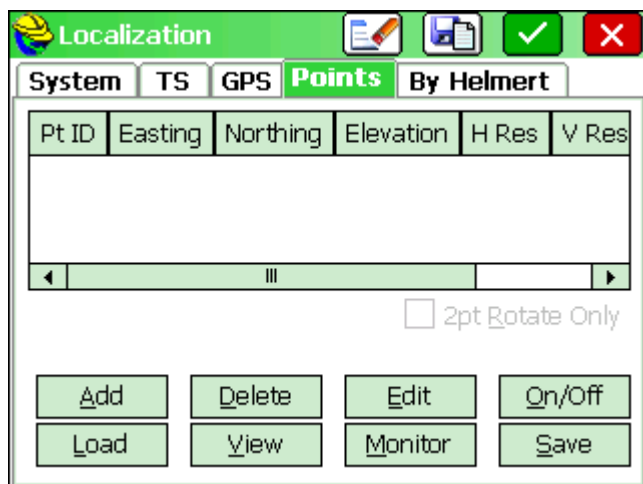 Localization
System TS GPS Points By Helmert
Pt ID Easting Northing Elevation H Res V Res
2pt Rotate Only
Add Delete Edit On/Off
Load View Monitor Save